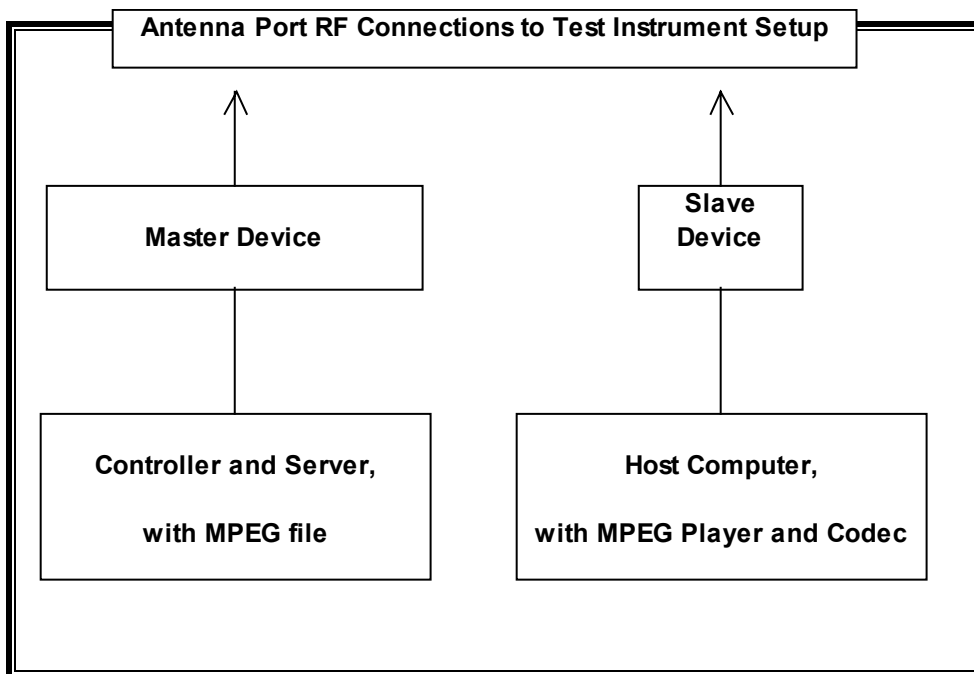 Antenna Port RF Connections to Test Instrument Setup
Master Device
Slave
Device
Controller and Server,
with MPEG file
Host Computer,
with MPEG Player and Codec